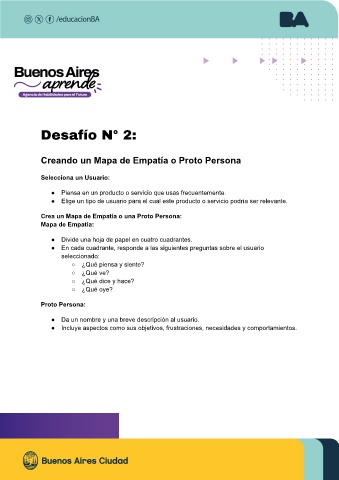 /educacionBA
BA
Buenos Aires
aprende
Agencia de Habilidades para el Futuro
Desafío N° 2:
Creando un Mapa de Empatía o Proto Persona
Selecciona un Usuario:
● Piensa en un producto o servicio que usas frecuentemente.
● Elige un tipo de usuario para el cual este producto o servicio podría ser relevante.
Crea un Mapa de Empatía o una Proto Persona:
Mapa de Empatía:
● Divide una hoja de papel en cuatro cuadrantes.
● En cada cuadrante, responde a las siguientes preguntas sobre el usuario
seleccionado:
○ ¿Qué piensa y siente?
○ ¿Qué ve?
○ ¿Qué dice y hace?
○ ¿Qué oye?
Proto Persona:
● Da un nombre y una breve descripción al usuario.
● Incluye aspectos como sus objetivos, frustraciones, necesidades y comportamientos.
Buenos Aires Ciudad